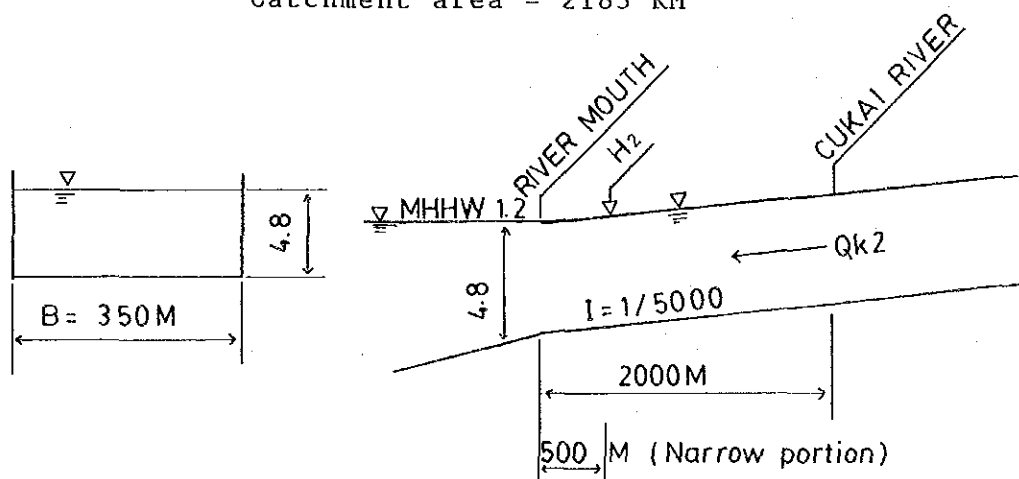 Catchment area = 2185 KM
RIVER MOUTH
H₂
CUKAI RIVER
MHHW 1.2
4.8
Qk2
B = 350M
4.8
I = 1/5000
2000M
500 M (Narrow portion)